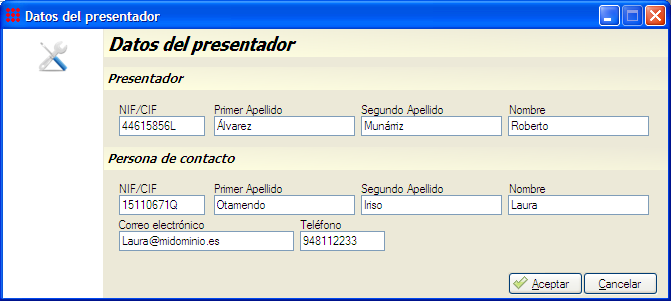 Datos del presentador
Datos del presentador
Presentador
NIF/CIF Primer Apellido Segundo Apellido Nombre
44615856L Álvarez Munárriz Roberto
Persona de contacto
NIF/CIF Primer Apellido Segundo Apellido Nombre
15110671Q Otamendo Iriso Laura
Correo electrónico Teléfono
Laura@midominio.es 948112233
Aceptar Cancelar